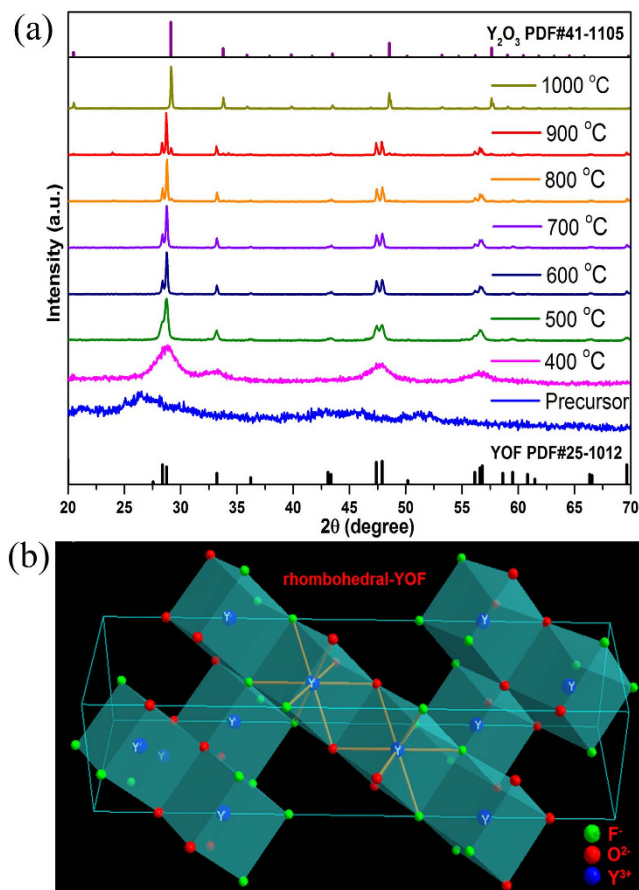 (a)
Y₂O₃ PDF#41-1105
1000 °C
900 °C
800 °C
700 °C
600 °C
500 °C
400 °C
Precursor
YOF PDF#25-1012
Intensity (a.u.)
20 25 30 35 40 45 50 55 60 65 70
2θ (degree)
(b)
rhombohedral-YOF
Y
Y
Y
Y
Y
Y
Y
Y
Y
Y
Y
Y
F⁻
O²⁻
Y³⁺